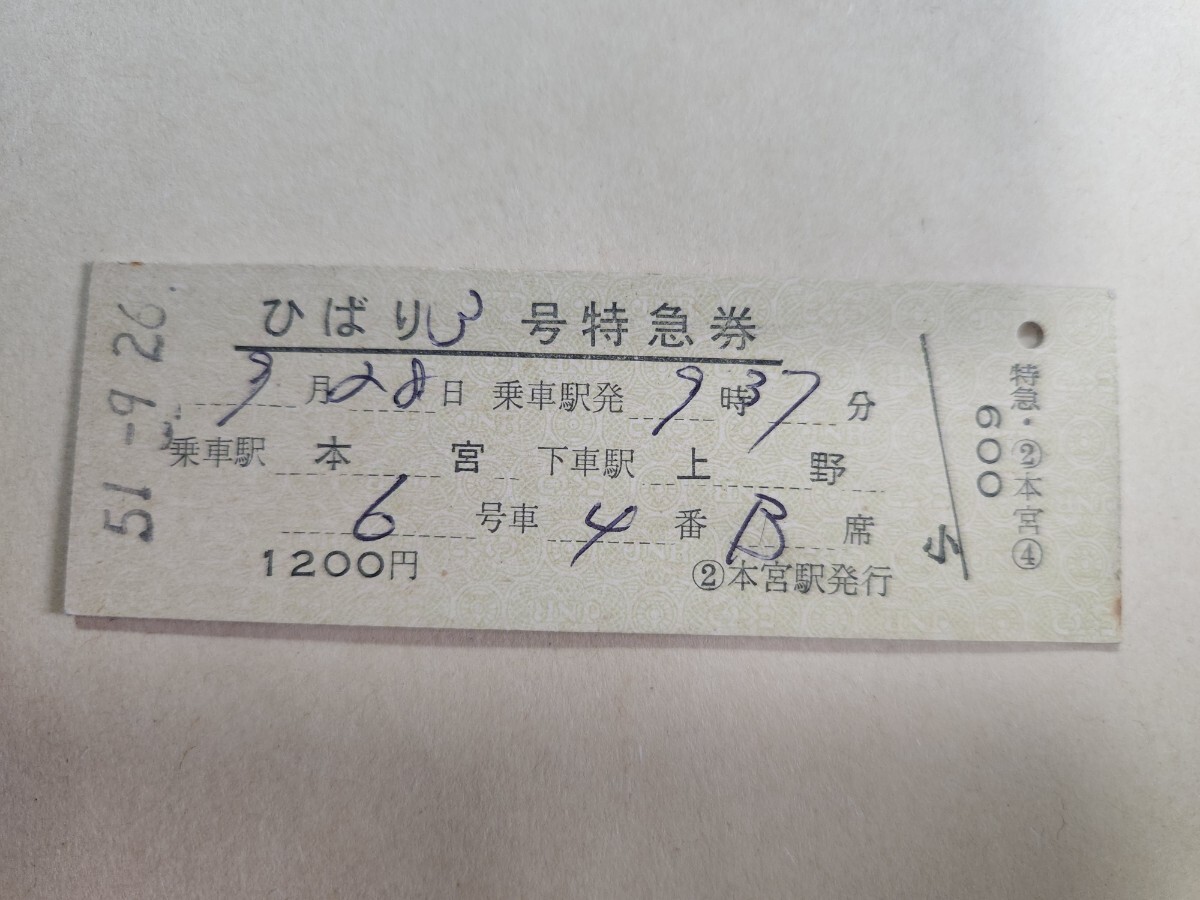 51-9.26
ひばり3号特急券
9月28日 乗車駅発 9時37分
乗車駅 本宮 下車駅 上野
6号車 4番 B席
1200円
②本宮駅発行
小
600
特急・②本宮④